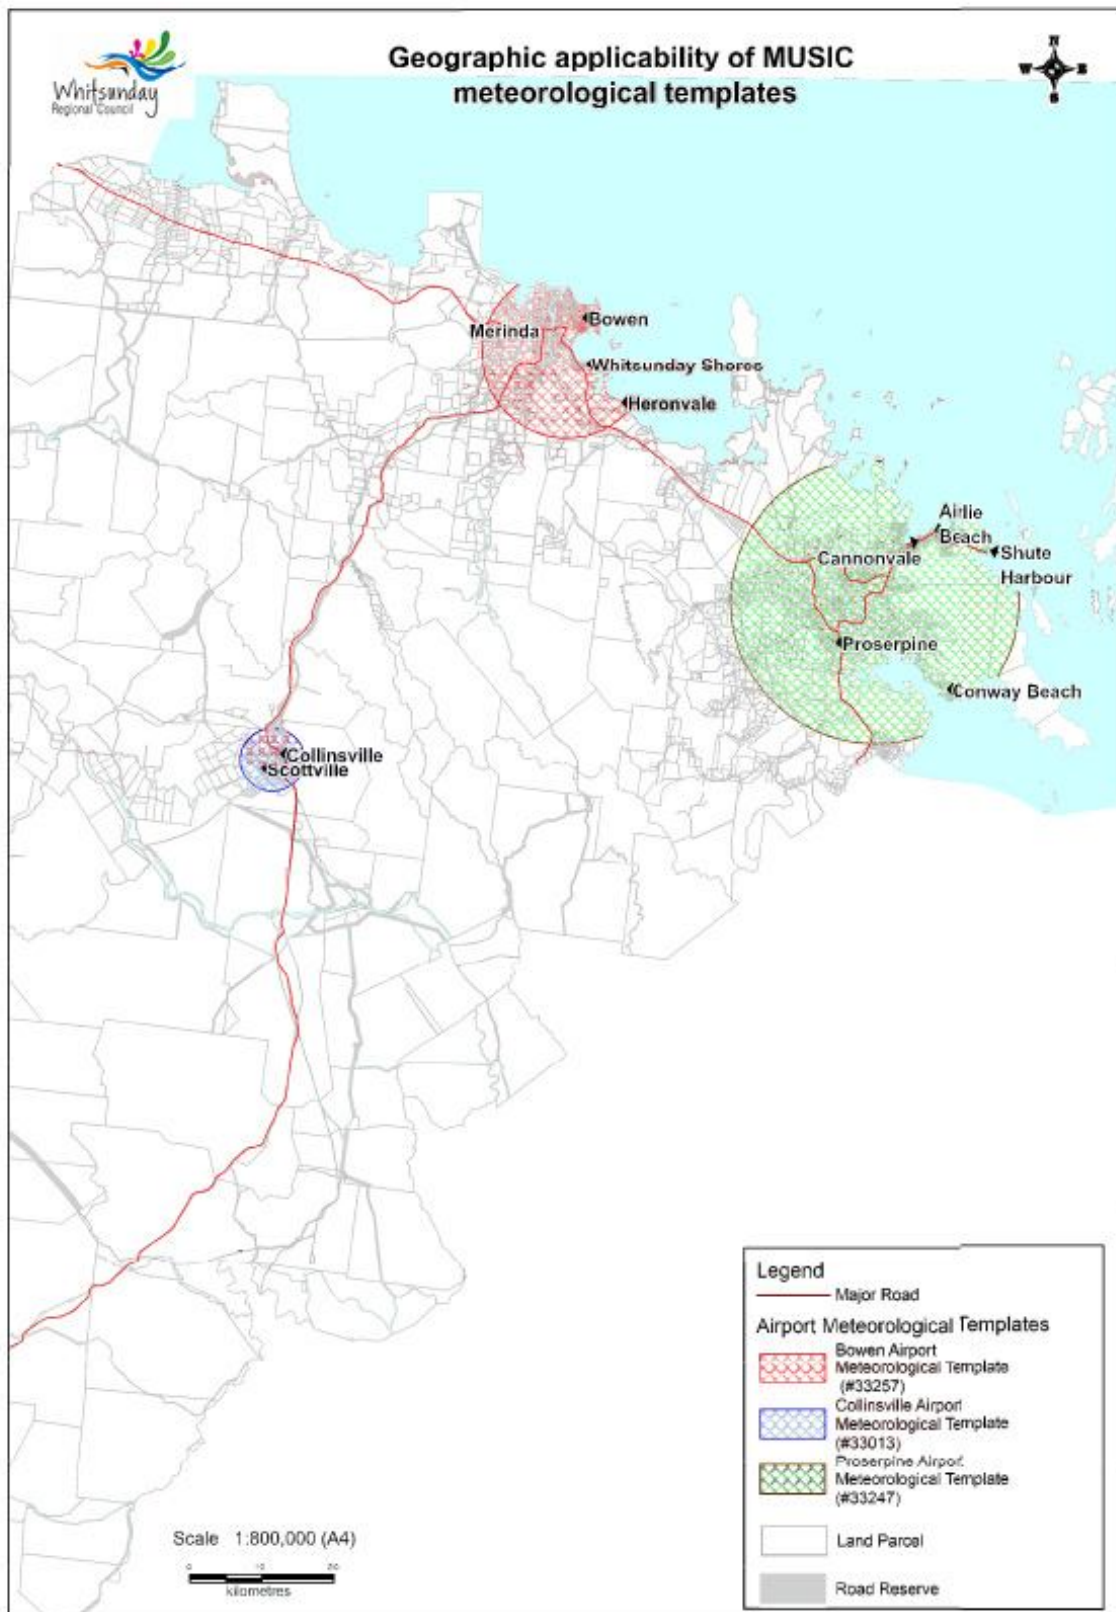 Whitsunday
Regional Council
Geographic applicability of MUSIC
meteorological templates
N
W E
S
Bowen
Merinda
Whitsunday Shores
Heronvale
Airlie
Beach
Cannonvale
Shute
Harbour
Proserpine
Conway Beach
Collinsville
Scottville
Legend
Major Road
Airport Meteorological Templates
Bowen Airport
Meteorological Template
(#33257)
Collinsville Airport
Meteorological Template
(#33013)
Proserpine Airport
Meteorological Template
(#33247)
Land Parcel
Road Reserve
Scale 1:800,000 (A4)
0 10 20
kilometres